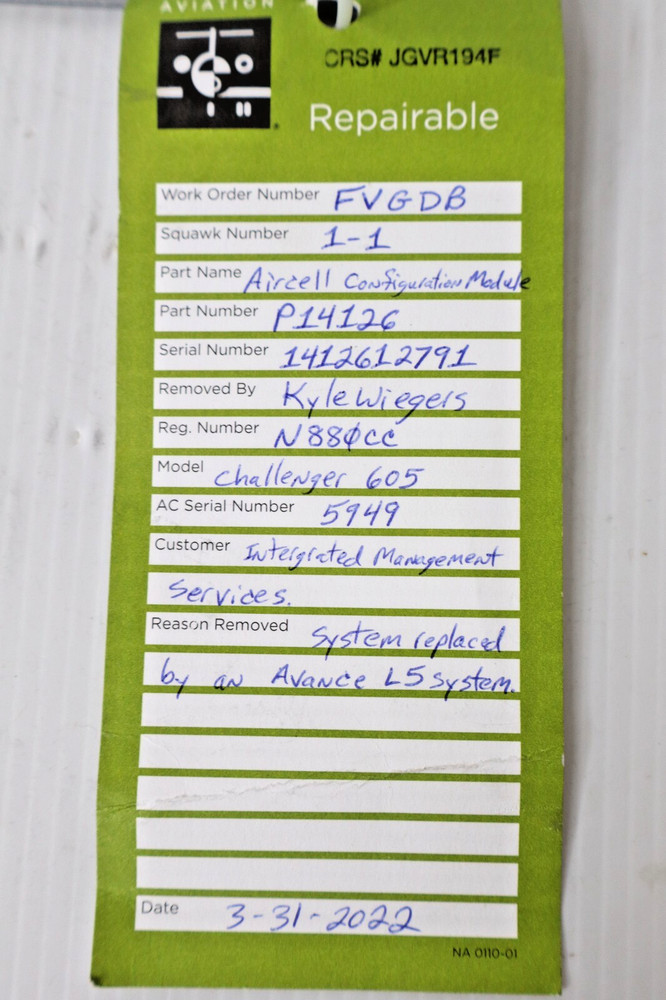 AVIATION
CRS# JGVR194F
Repairable
Work Order Number FVGDB
Squawk Number 1-1
Part Name Aircell Configuration Module
Part Number P14126
Serial Number 1412612791
Removed By Kyle Wiegers
Reg. Number N880CC
Model Challenger 605
AC Serial Number 5949
Customer Intergrated Management
Services.
Reason Removed System replaced
by an Avance L5 system.
Date 3-31-2022
NA 0110-01